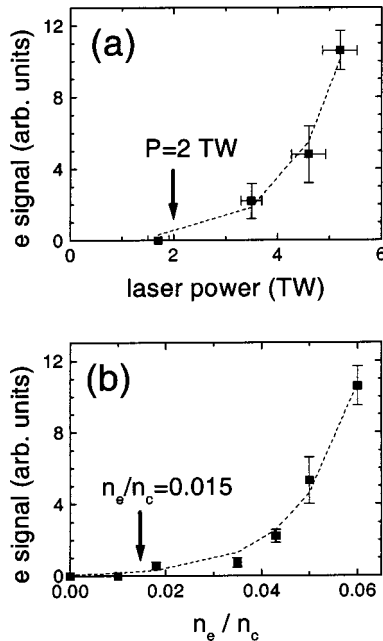 (a)
e signal (arb. units)
12
8
4
0
P=2 TW
2
4
6
laser power (TW)
(b)
e signal (arb. units)
12
8
4
0
n_e/n_c=0.015
0.00
0.02
0.04
0.06
n_e / n_c